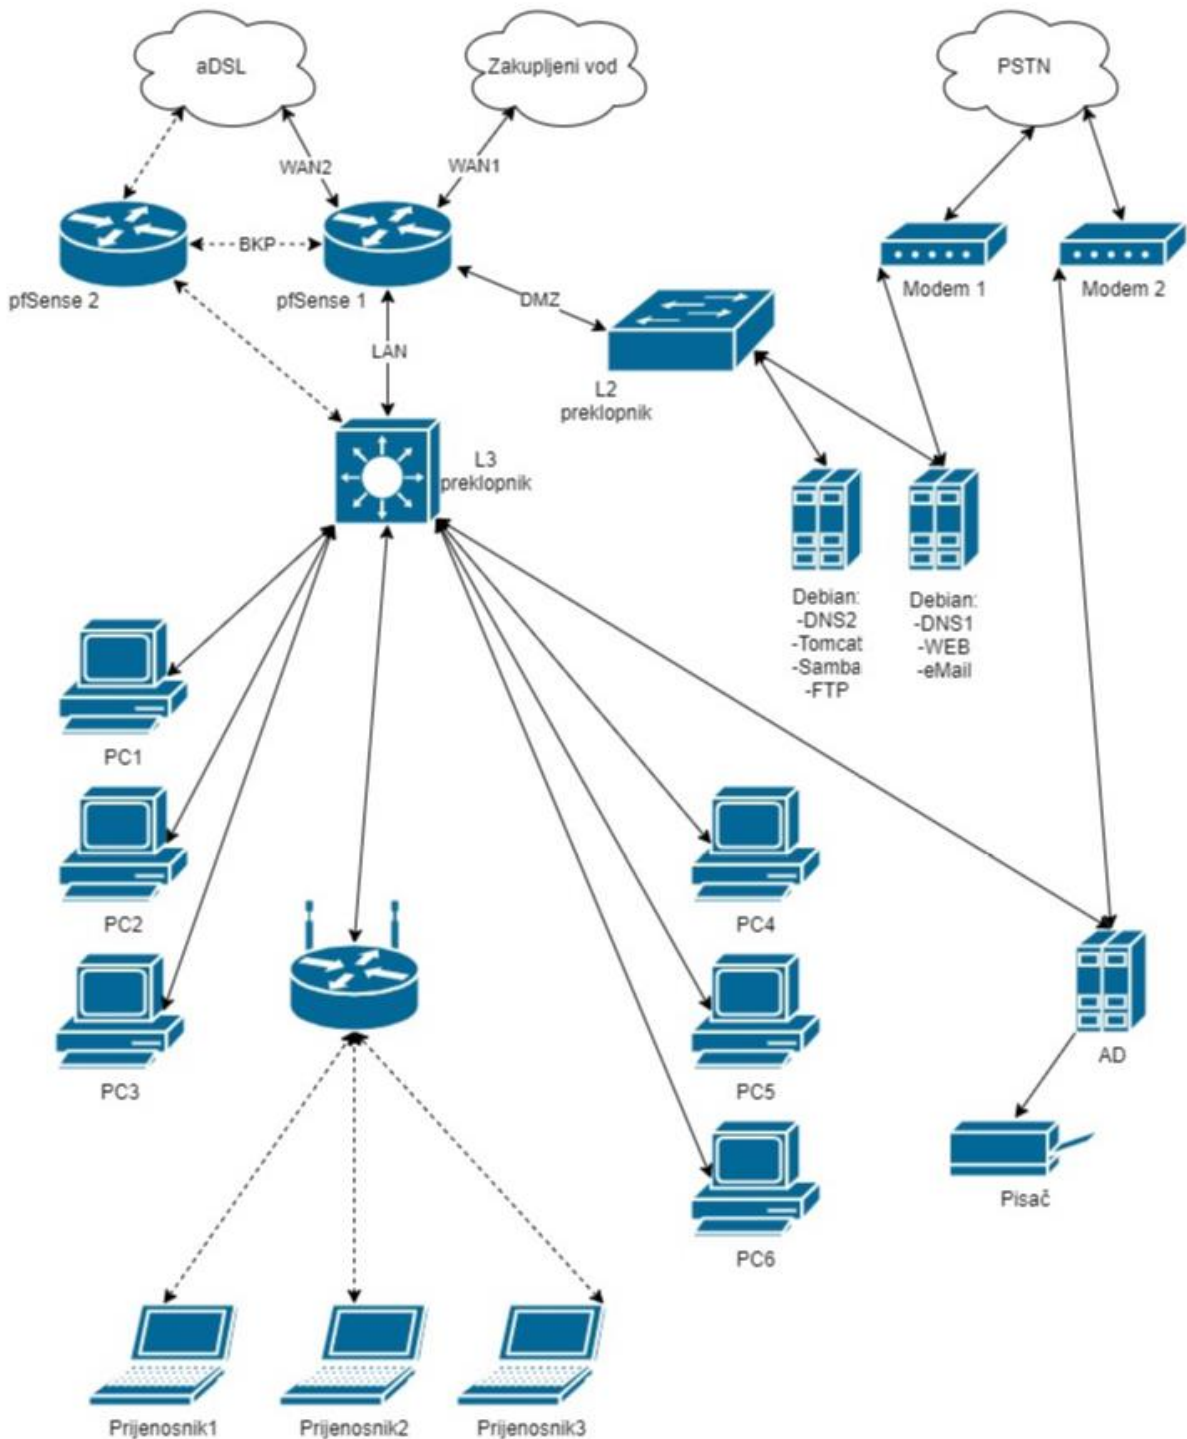 aDSL
Zakupljeni vod
PSTN
WAN2
WAN1
BKP
pfSense 2
pfSense 1
DMZ
Modem 1
Modem 2
LAN
L2
preklopnik
L3
preklopnik
Debian:
-DNS2
-Tomcat
-Samba
-FTP
Debian:
-DNS1
-WEB
-eMail
PC1
PC2
PC3
PC4
PC5
PC6
AD
Pisač
Prijenosnik1
Prijenosnik2
Prijenosnik3